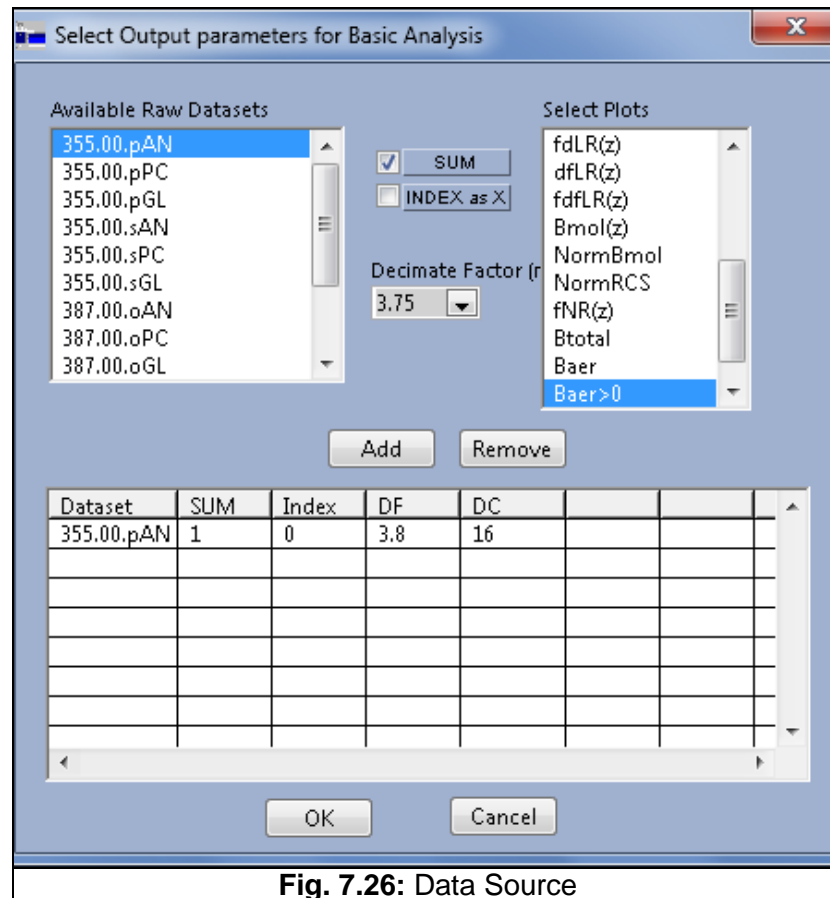 Select Output parameters for Basic Analysis
Available Raw Datasets
355.00.pAN
355.00.pPC
355.00.pGL
355.00.sAN
355.00.sPC
355.00.sGL
387.00.oAN
387.00.oPC
387.00.oGL
SUM
INDEX as X
Decimate Factor (r
3.75
Select Plots
fdLR(z)
dfLR(z)
fdfLR(z)
Bmol(z)
NormBmol
NormRCS
fNR(z)
Btotal
Baer
Baer>0
Add Remove
Dataset SUM Index DF DC
355.00.pAN 1 0 3.8 16
OK Cancel
Fig. 7.26: Data Source